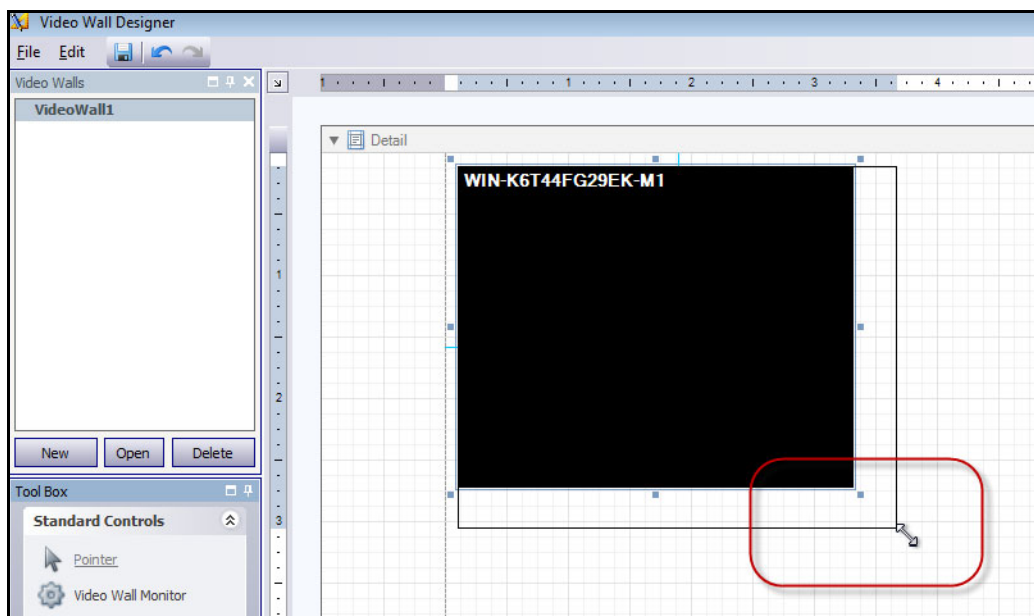 Video Wall Designer
File Edit
Video Walls
VideoWall1
New Open Delete
Tool Box
Standard Controls
Pointer
Video Wall Monitor
1 1 2 3 4
Detail
WIN-K6T44FG29EK-M1
1
2
3